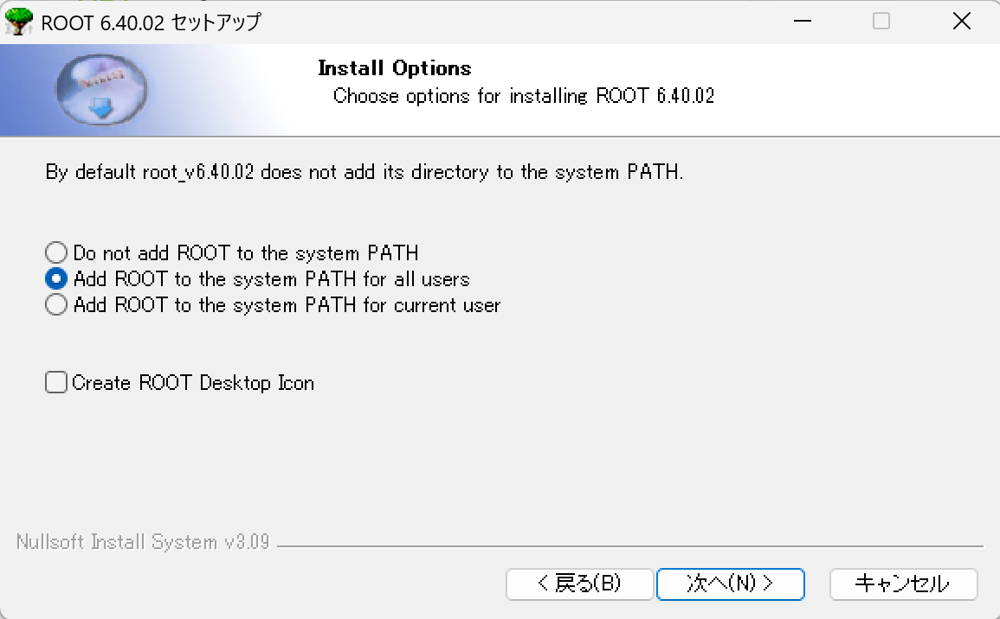 ROOT 6.40.02 セットアップ
Install Options
Choose options for installing ROOT 6.40.02
By default root_v6.40.02 does not add its directory to the system PATH.
Do not add ROOT to the system PATH
Add ROOT to the system PATH for all users
Add ROOT to the system PATH for current user
Create ROOT Desktop Icon
Nullsoft Install System v3.09
< 戻る(B)
次へ(N) >
キャンセル